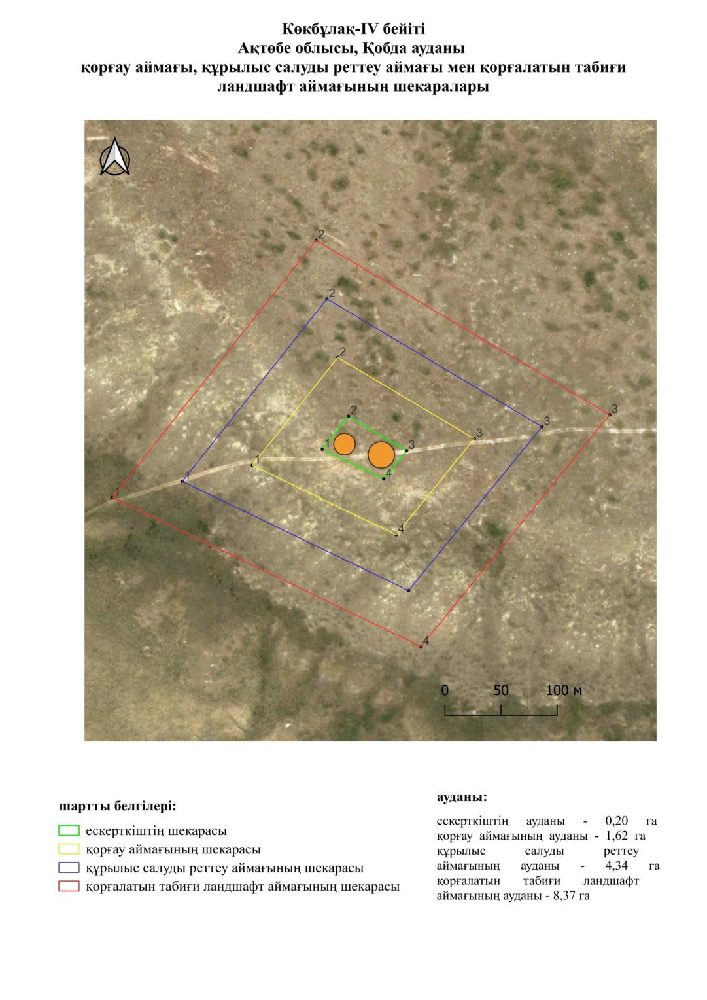 Көкбұлақ-IV бейіті
Ақтөбе облысы, Қобда ауданы
қорғау аймағы, құрылыс салуды реттеу аймағы мен қорғалатын табиғи
ландшафт аймағының шекаралары
2
2
2
3
3
3
2
1
3
4
1
1
1
4
4
0 50 100 м
шартты белгілері:
ескерткіштің шекарасы
қорғау аймағының шекарасы
құрылыс салуды реттеу аймағының шекарасы
қорғалатын табиғи ландшафт аймағының шекарасы
ауданы:
ескерткіштің ауданы - 0,20 га
қорғау аймағының ауданы - 1,62 га
құрылыс салуды реттеу
аймағының ауданы - 4,34 га
қорғалатын табиғи ландшафт
аймағының ауданы - 8,37 га